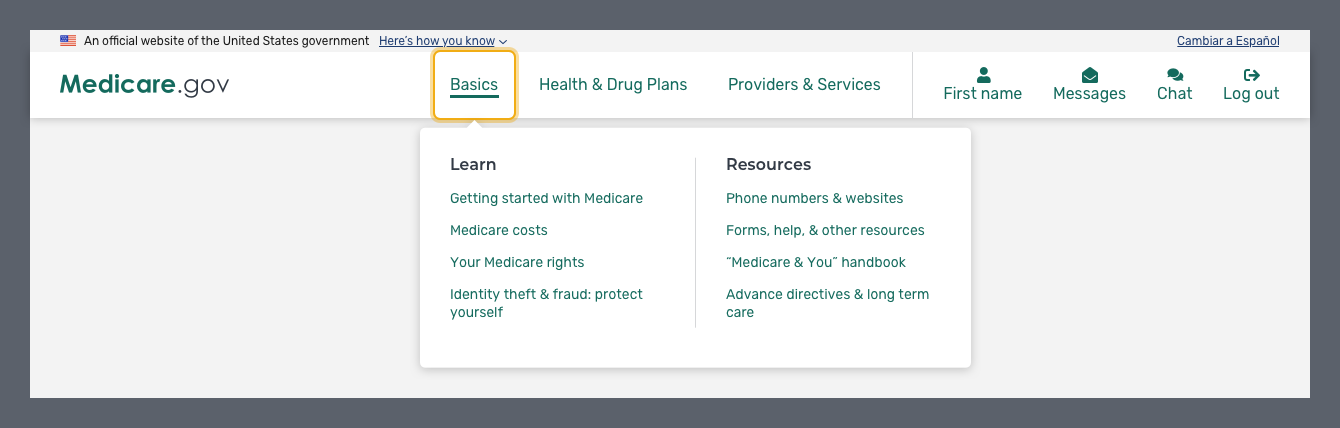 An official website of the United States government Here's how you know
Cambiar a Español
Medicare.gov
Basics
Health & Drug Plans
Providers & Services
First name
Messages
Chat
Log out
Learn
Getting started with Medicare
Medicare costs
Your Medicare rights
Identity theft & fraud: protect
yourself
Resources
Phone numbers & websites
Forms, help, & other resources
“Medicare & You” handbook
Advance directives & long term
care